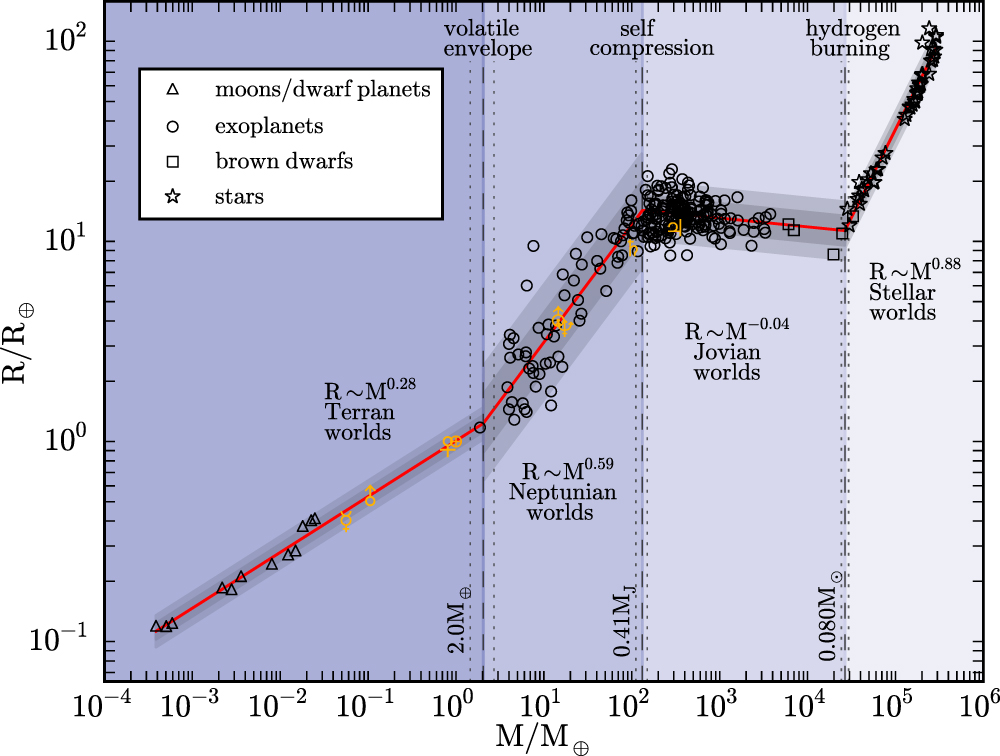 volatile
envelope
self
compression
hydrogen
burning
moons/dwarf planets
exoplanets
brown dwarfs
stars
R∼M^0.28
Terran
worlds
R∼M^0.59
Neptunian
worlds
R∼M^−0.04
Jovian
worlds
R∼M^0.88
Stellar
worlds
2.0M⊕
0.41M_J
0.080M⊙
R/R⊕
10^2
10^1
10^0
10^−1
10^−4 10^−3 10^−2 10^−1 10^0 10^1 10^2 10^3 10^4 10^5 10^6
M/M⊕